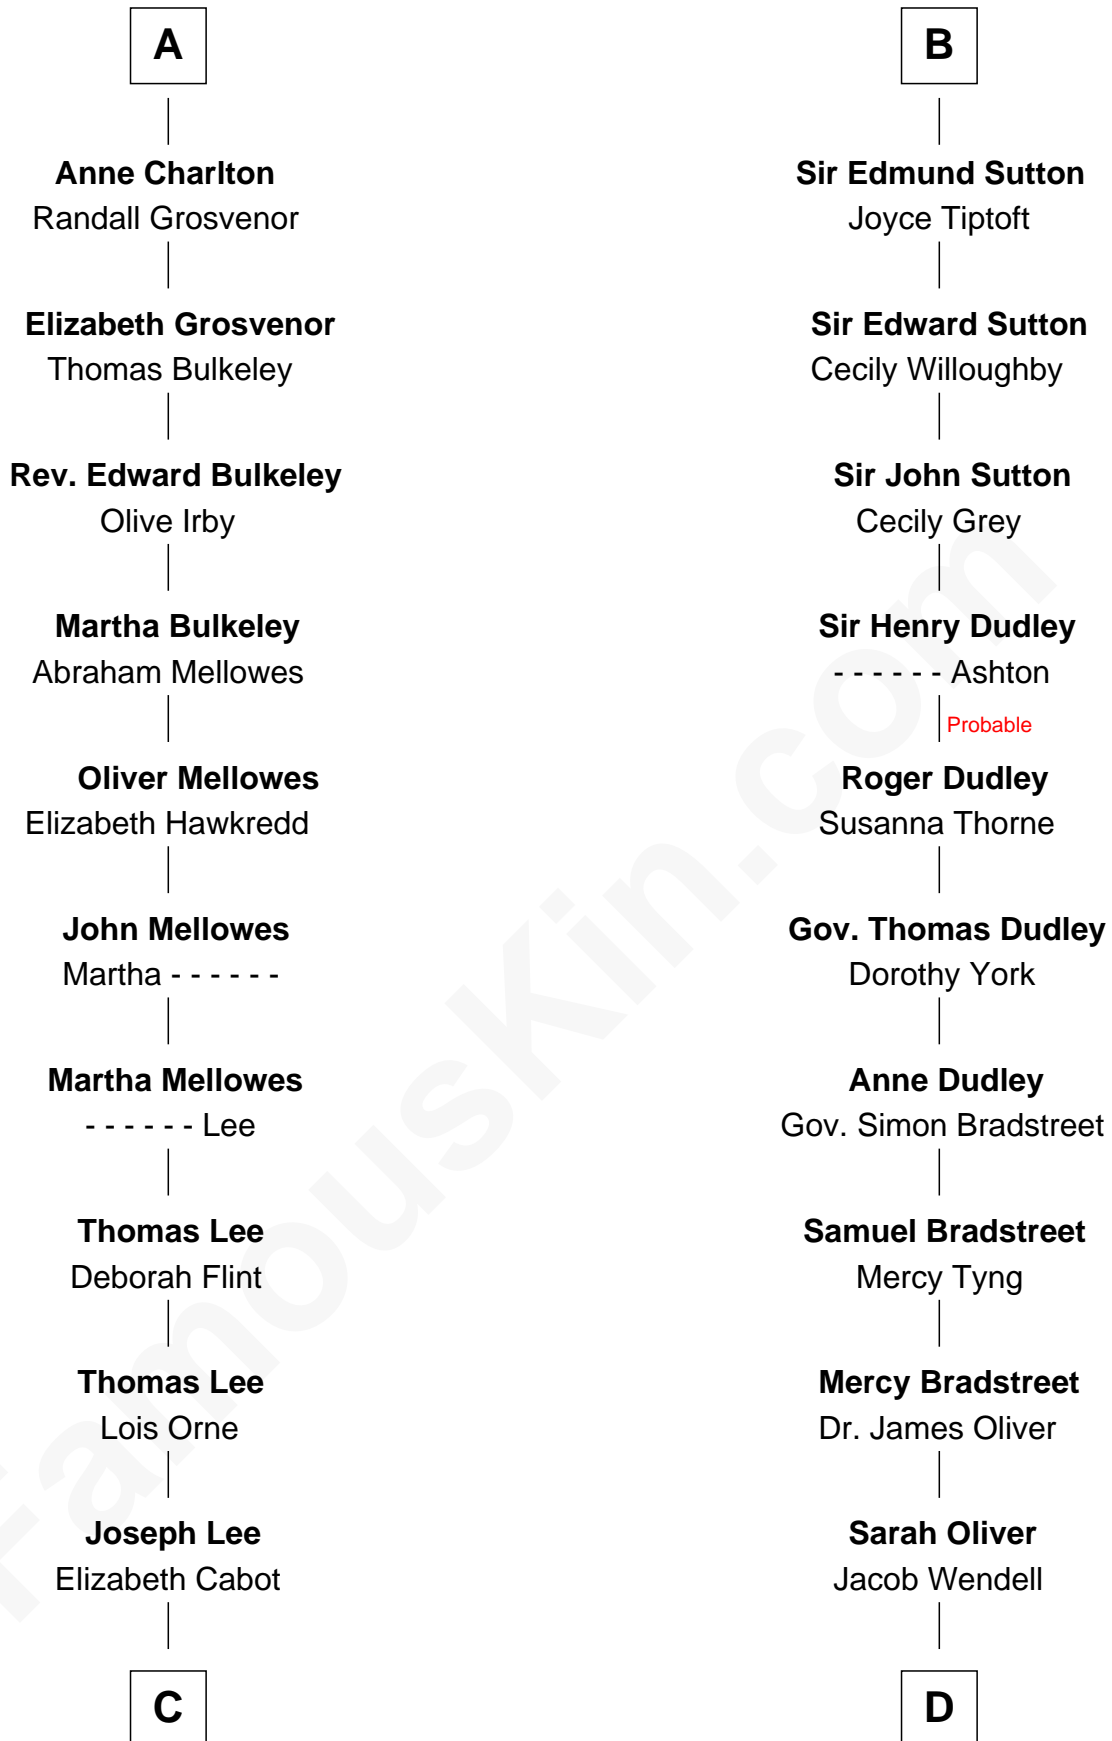 A
Anne Charlton
Randall Grosvenor
Elizabeth Grosvenor
Thomas Bulkeley
Rev. Edward Bulkeley
Olive Irby
Martha Bulkeley
Abraham Mellowes
Oliver Mellowes
Elizabeth Hawkredd
John Mellowes
Martha - - - - - -
Martha Mellowes
- - - - - - Lee
Thomas Lee
Deborah Flint
Thomas Lee
Lois Orne
Joseph Lee
Elizabeth Cabot
C
B
Sir Edmund Sutton
Joyce Tiptoft
Sir Edward Sutton
Cecily Willoughby
Sir John Sutton
Cecily Grey
Sir Henry Dudley
- - - - - - Ashton
Probable
Roger Dudley
Susanna Thorne
Gov. Thomas Dudley
Dorothy York
Anne Dudley
Gov. Simon Bradstreet
Samuel Bradstreet
Mercy Tyng
Mercy Bradstreet
Dr. James Oliver
Sarah Oliver
Jacob Wendell
D
FamousKin.com